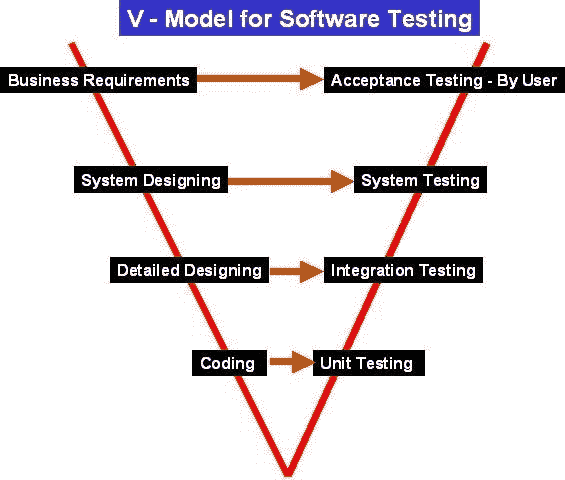 V - Model for Software Testing
Business Requirements
Acceptance Testing - By User
System Designing
System Testing
Detailed Designing
Integration Testing
Coding
Unit Testing